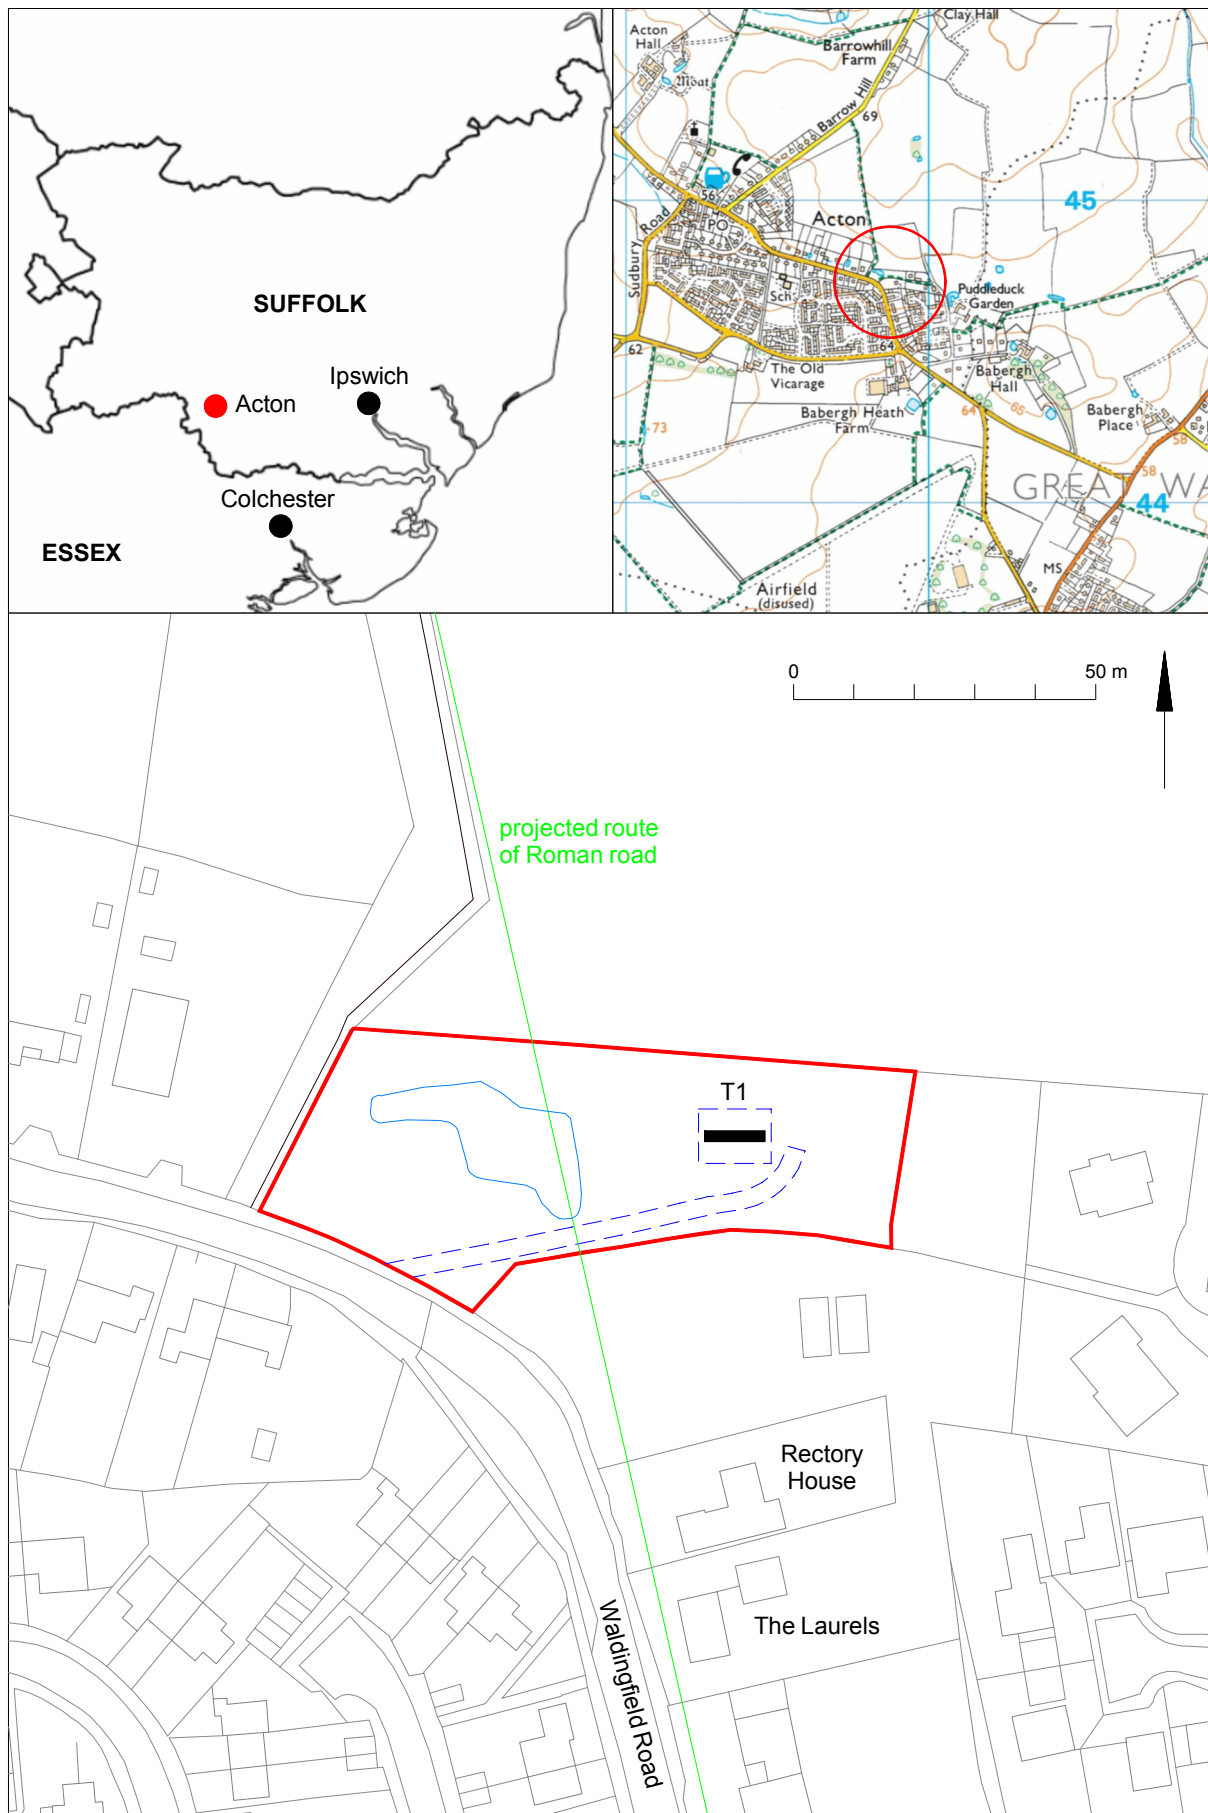 SUFFOLK
Ipswich
Acton
Colchester
ESSEX
Clay Hall
Acton
Hall
Moat
Barrowhill
Farm
Barrow Hill
69
56
PO
Sudbury Road
Acton
45
Sch
Puddleduck
Garden
62
64
The Old
Vicarage
Babergh
Hall
Babergh Heath
Farm
64
65
Babergh
Place
58
73
58
GREAT WA
44
MS
Airfield
(disused)
0
50 m
projected route
of Roman road
T1
Rectory
House
The Laurels
Waldingfield Road